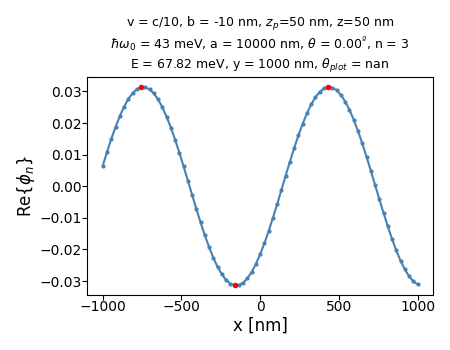 v = c/10, b = -10 nm, z_p=50 nm, z=50 nm
ħω₀ = 43 meV, a = 10000 nm, θ = 0.00°, n = 3
E = 67.82 meV, y = 1000 nm, θ_plot = nan
0.03
0.02
0.01
0.00
−0.01
−0.02
−0.03
Re{ϕₙ}
−1000
−500
0
500
1000
x [nm]